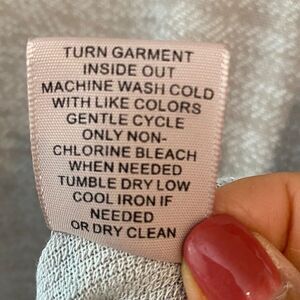 TURN GARMENT
INSIDE OUT
MACHINE WASH COLD
WITH LIKE COLORS
GENTLE CYCLE
ONLY NON-
CHLORINE BLEACH
WHEN NEEDED
TUMBLE DRY LOW
COOL IRON IF
NEEDED
OR DRY CLEAN